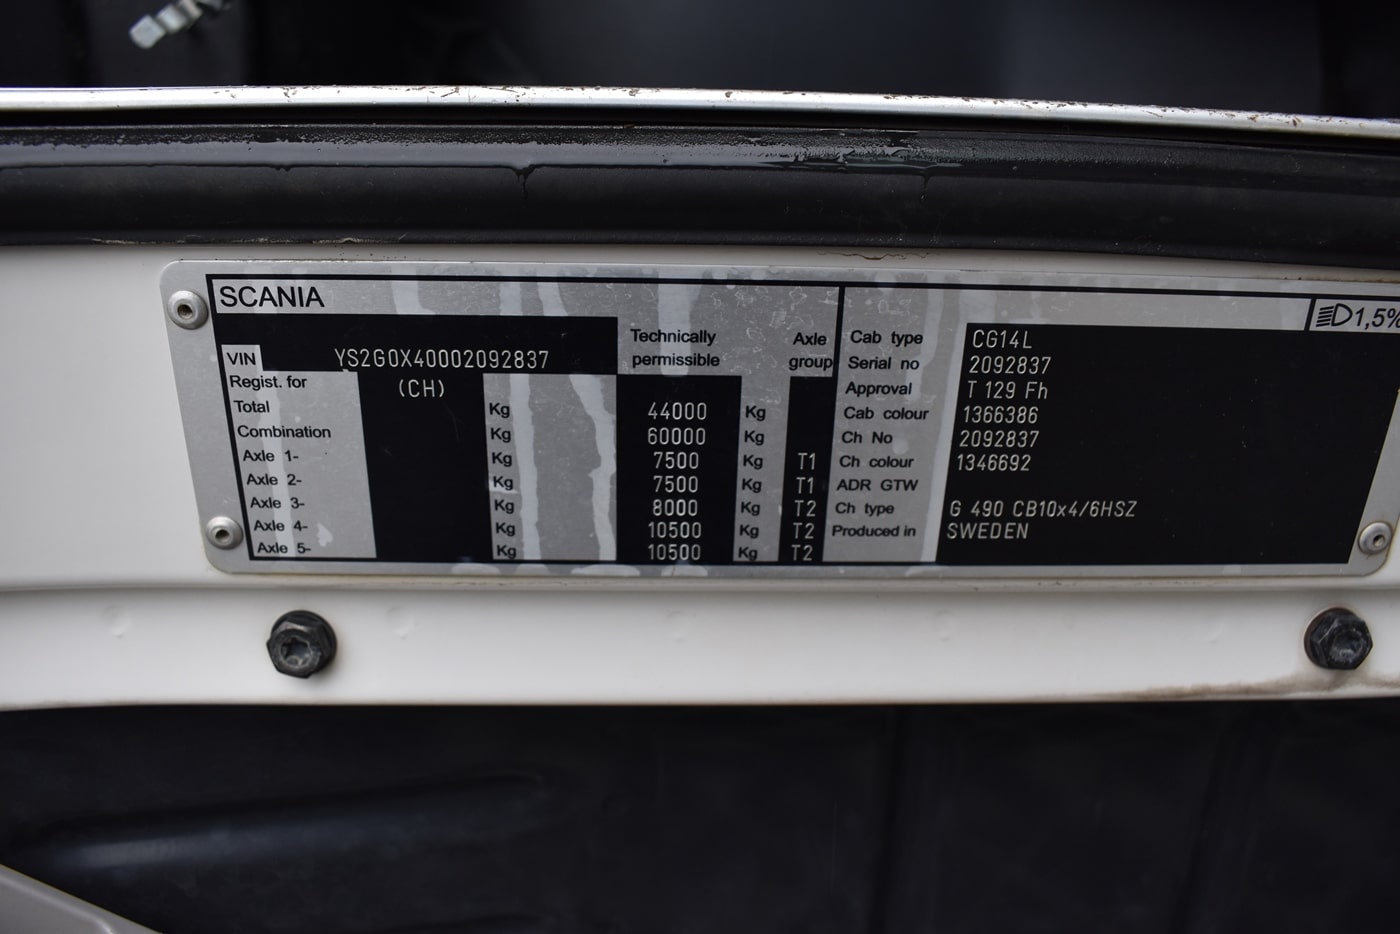 SCANIA
1,5%
VIN YS2G0X40002092837 Technically permissible Axle group
Regist. for (CH)
Total Kg 44000 Kg
Combination Kg 60000 Kg
Axle 1- Kg 7500 Kg T1
Axle 2- Kg 7500 Kg T1
Axle 3- Kg 8000 Kg T2
Axle 4- Kg 10500 Kg T2
Axle 5- Kg 10500 Kg T2
Cab type CG14L
Serial no 2092837
Approval T 129 Fh
Cab colour 1366386
Ch No 2092837
Ch colour 1346692
ADR GTW
Ch type G 490 CB10x4/6HSZ
Produced in SWEDEN